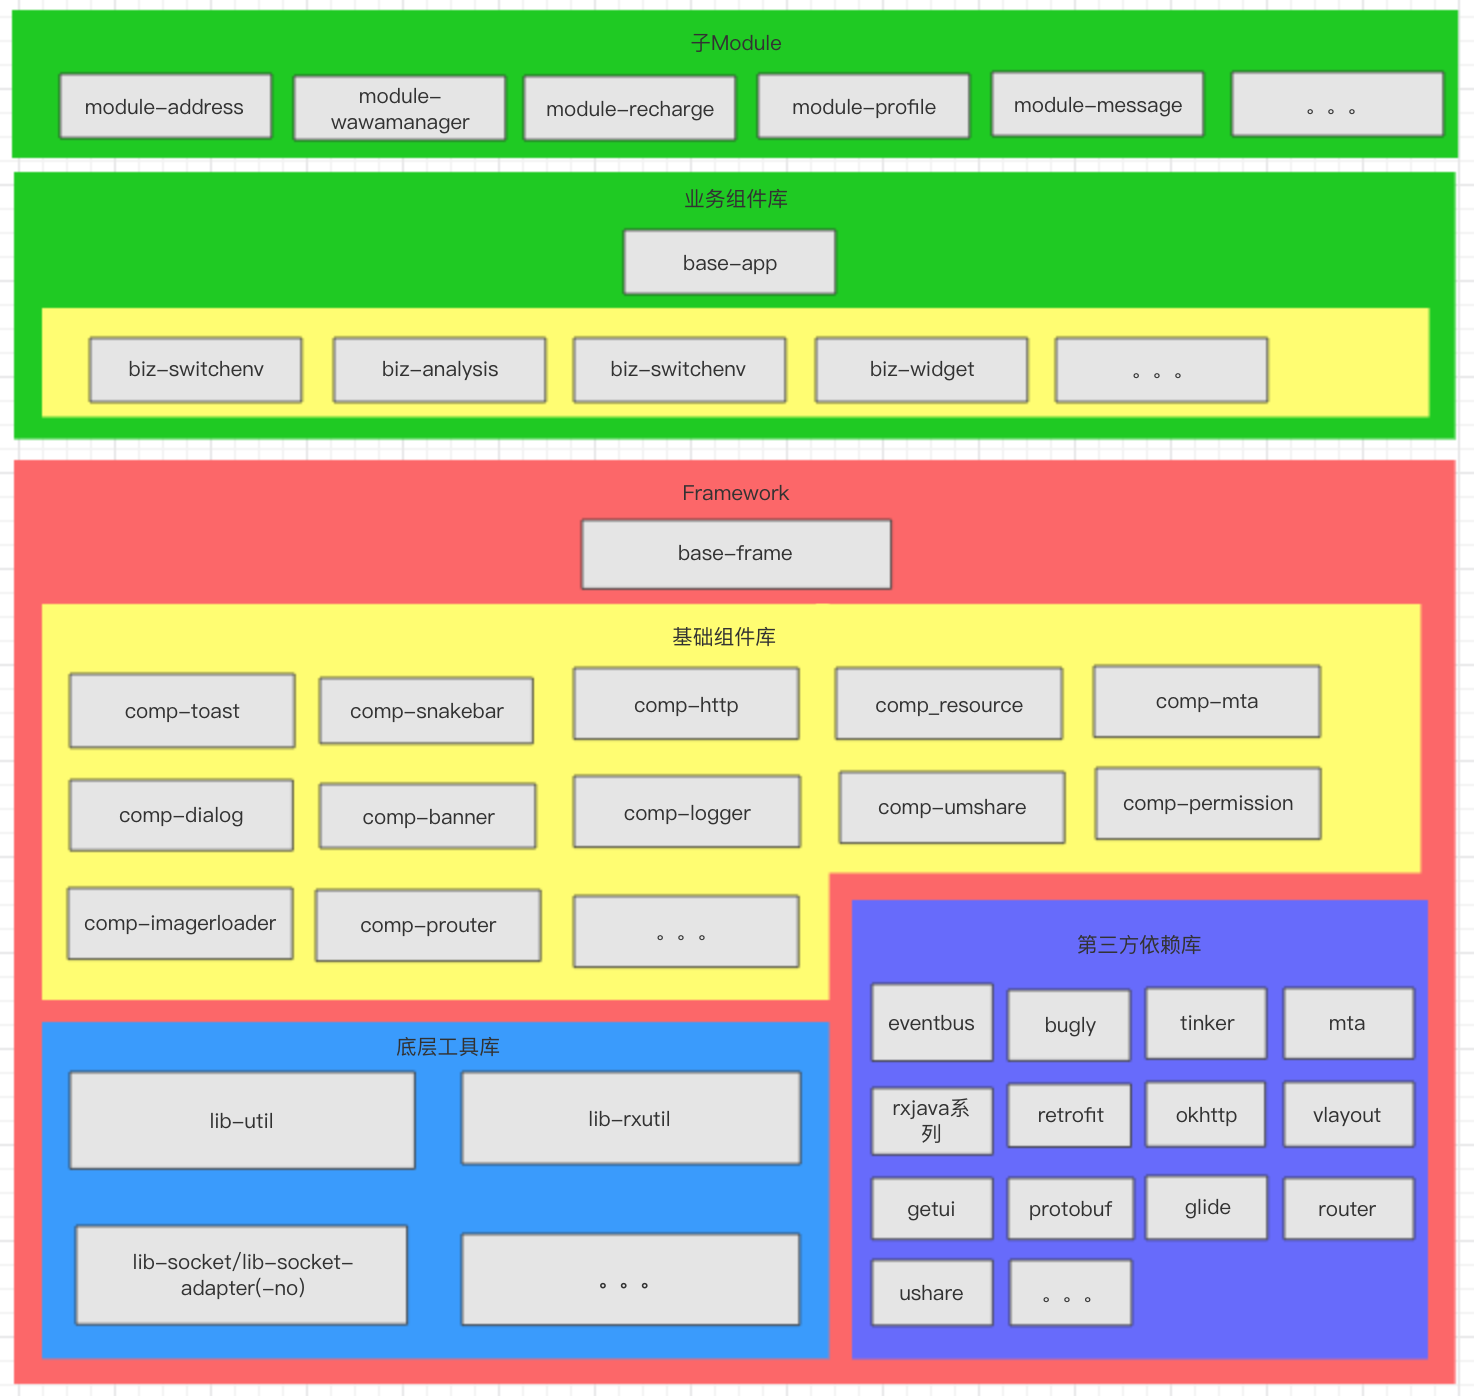 子Module
module-address
module-
wawamanager
module-recharge
module-profile
module-message
。。。
业务组件库
base-app
biz-switchenv
biz-analysis
biz-switchenv
biz-widget
。。。
Framework
base-frame
基础组件库
comp-toast
comp-snakebar
comp-http
comp_resource
comp-mta
comp-dialog
comp-banner
comp-logger
comp-umshare
comp-permission
comp-imagerloader
comp-prouter
。。。
底层工具库
lib-util
lib-rxutil
lib-socket/lib-socket-
adapter(-no)
。。。
第三方依赖库
eventbus
bugly
tinker
mta
rxjava系
列
retrofit
okhttp
vlayout
getui
protobuf
glide
router
ushare
。。。